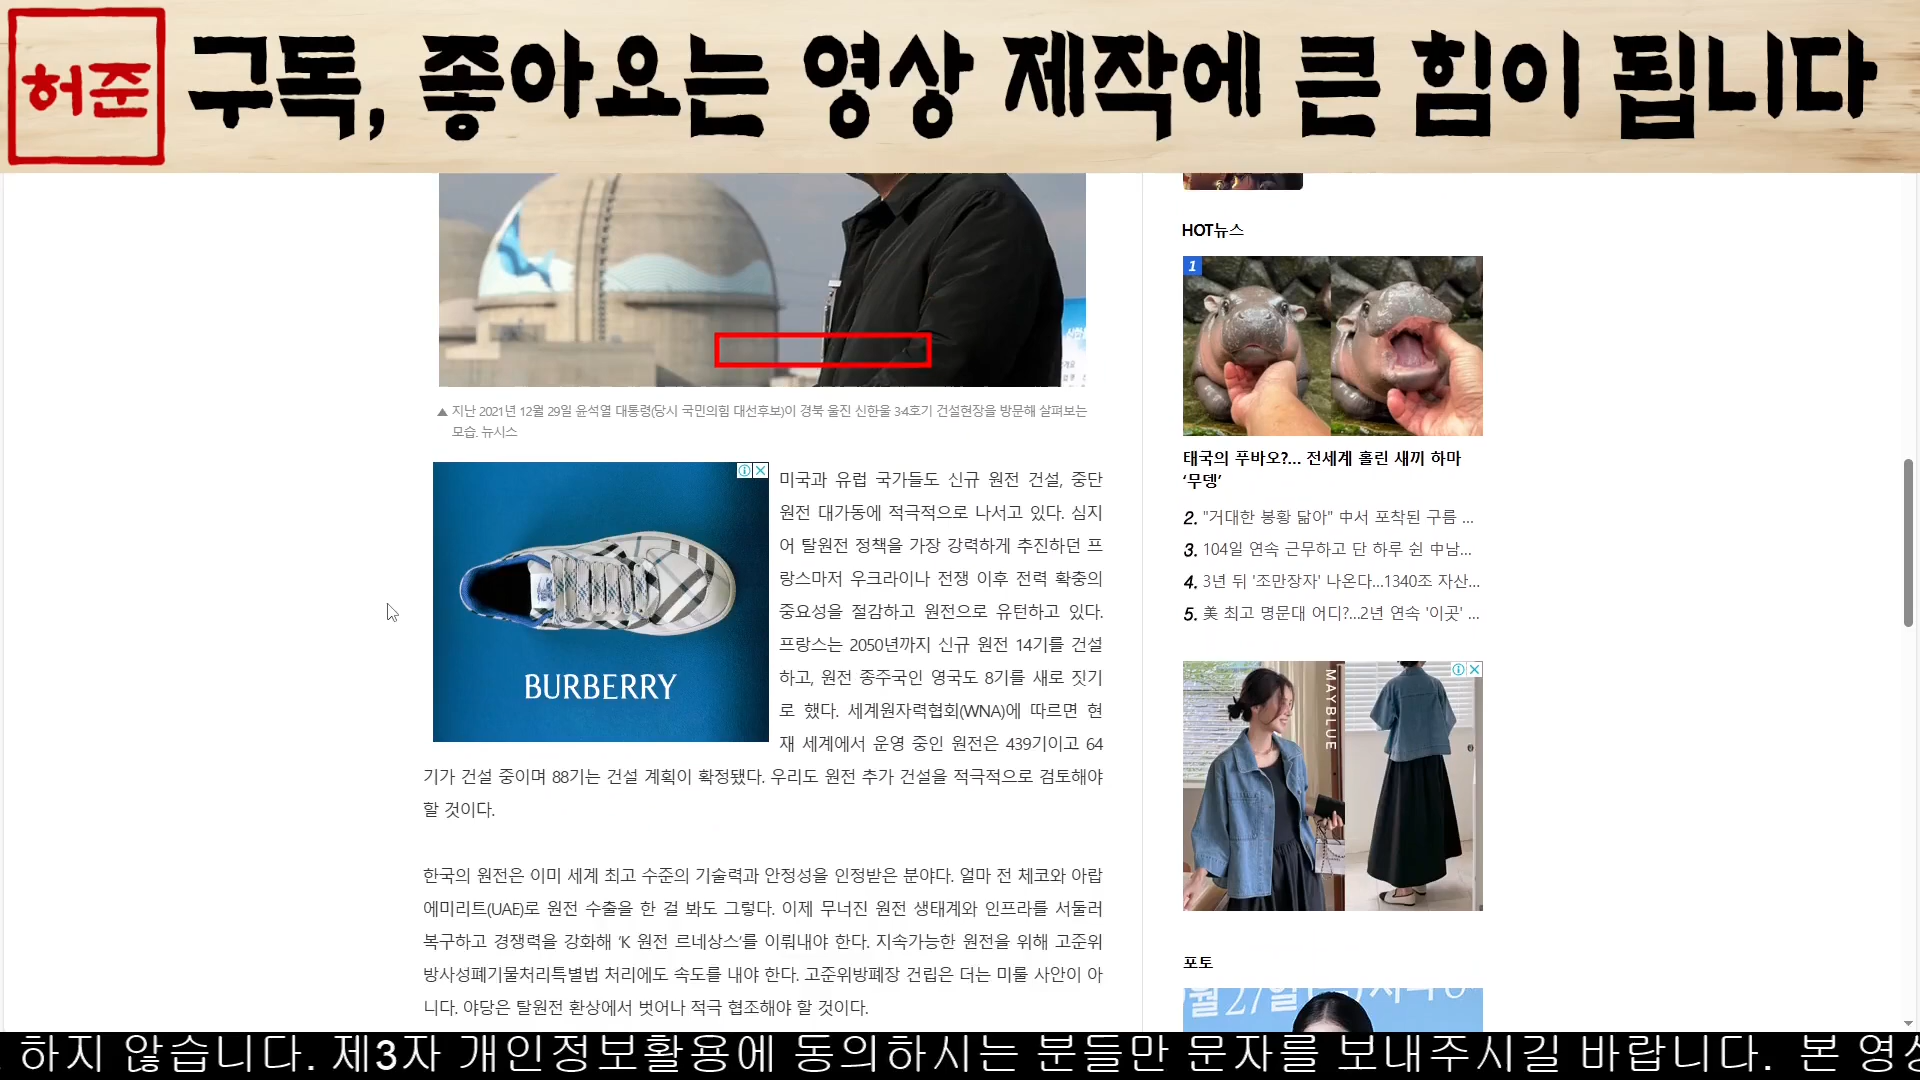 허준
구독, 좋아요는 영상 제작에 큰 힘이 됩니다
▲ 지난 2021년 12월 29일 윤석열 대통령(당시 국민의힘 대선후보)이 경북 울진 신한울 3·4호기 건설현장을 방문해 살펴보는
모습. 뉴시스
BURBERRY
미국과 유럽 국가들도 신규 원전 건설, 중단
원전 대가동에 적극적으로 나서고 있다. 심지
어 탈원전 정책을 가장 강력하게 추진하던 프
랑스마저 우크라이나 전쟁 이후 전력 확충의
중요성을 절감하고 원전으로 유턴하고 있다.
프랑스는 2050년까지 신규 원전 14기를 건설
하고, 원전 종주국인 영국도 8기를 새로 짓기
로 했다. 세계원자력협회(WNA)에 따르면 현
재 세계에서 운영 중인 원전은 439기이고 64
기가 건설 중이며 88기는 건설 계획이 확정됐다. 우리도 원전 추가 건설을 적극적으로 검토해야
할 것이다.
한국의 원전은 이미 세계 최고 수준의 기술력과 안정성을 인정받은 분야다. 얼마 전 체코와 아랍
에미리트(UAE)로 원전 수출을 한 걸 봐도 그렇다. 이제 무너진 원전 생태계와 인프라를 서둘러
복구하고 경쟁력을 강화해 ‘K 원전 르네상스’를 이뤄내야 한다. 지속가능한 원전을 위해 고준위
방사성폐기물처리특별법 처리에도 속도를 내야 한다. 고준위방폐장 건립은 더는 미룰 사안이 아
니다. 야당은 탈원전 환상에서 벗어나 적극 협조해야 할 것이다.
HOT뉴스
1
태국의 푸바오?… 전세계 홀린 새끼 하마
‘무뎅’
2. "거대한 봉황 닮아" 中서 포착된 구름 ...
3. 104일 연속 근무하고 단 하루 쉰 中남...
4. 3년 뒤 '조만장자' 나온다…1340조 자산...
5. 美 최고 명문대 어디?…2년 연속 '이곳' ...
MAYBLUE
포토
하지 않습니다. 제3자 개인정보활용에 동의하시는 분들만 문자를 보내주시길 바랍니다. 본 영상